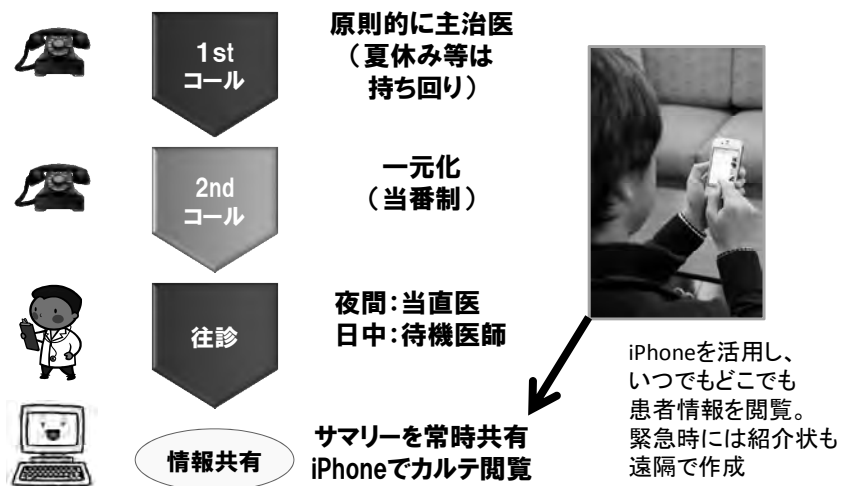 1st
コール
原則的に主治医
（夏休み等は
持ち回り）
2nd
コール
一元化
（当番制）
往診
夜間：当直医
日中：待機医師
情報共有
サマリーを常時共有
iPhoneでカルテ閲覧
iPhoneを活用し、
いつでもどこでも
患者情報を閲覧。
緊急時には紹介状も
遠隔で作成